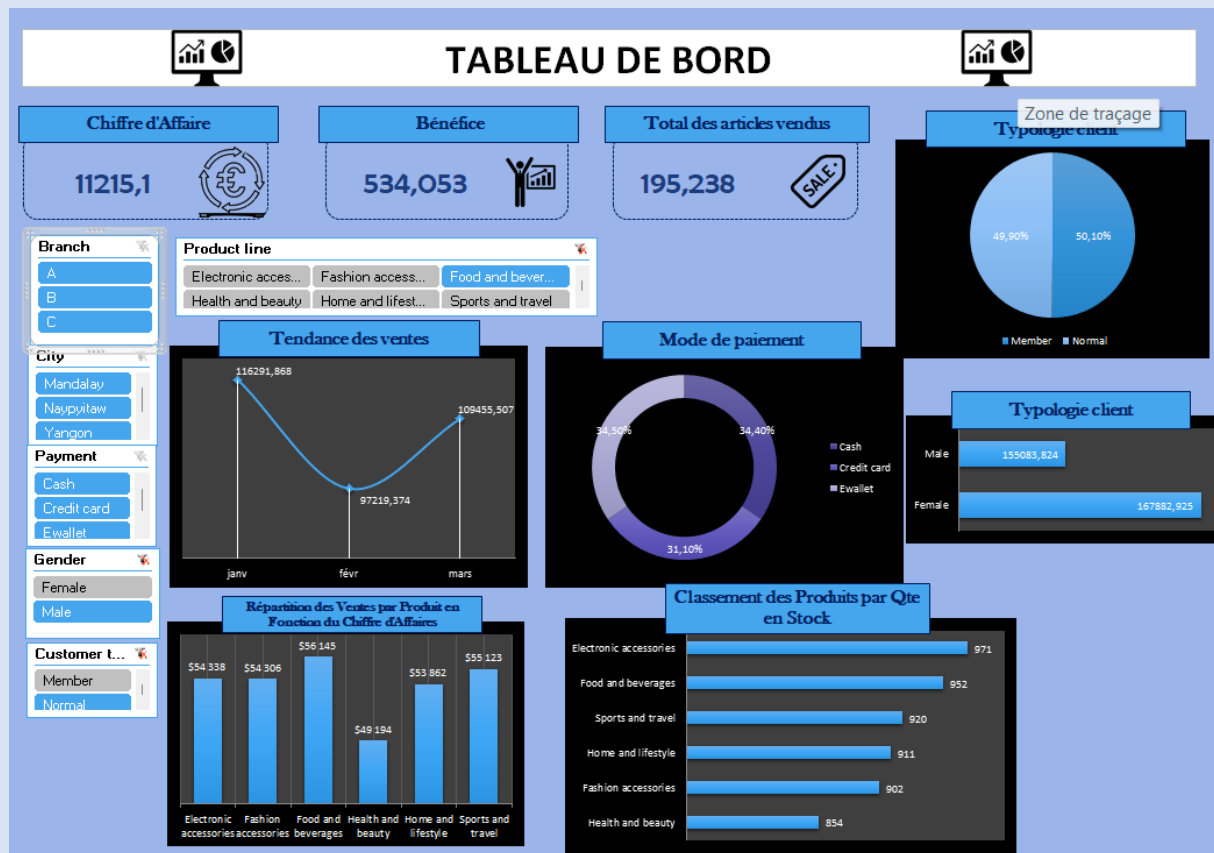 TABLEAU DE BORD
Chiffre d'Affaire
11215,1
Bénéfice
534,053
Total des articles vendus
195,238
SALE
Zone de traçage
Typologie client
49,90%
50,10%
Member
Normal
Branch
A
B
C
Product line
Electronic acces...
Fashion access...
Food and bever...
Health and beauty
Home and lifest...
Sports and travel
City
Mandalay
Naypyitaw
Yangon
Payment
Cash
Credit card
Ewallet
Gender
Female
Male
Customer t...
Member
Normal
Tendance des ventes
116291,868
97219,374
109455,507
janv
févr
mars
Mode de paiement
34,50%
34,40%
31,10%
Cash
Credit card
Ewallet
Typologie client
Male
155083,824
Female
167882,925
Répartition des Ventes par Produit en
Fonction du Chiffre d'Affaires
$54 338
$54 306
$56 145
$49 194
$53 862
$55 123
Electronic
accessories
Fashion
accessories
Food and
beverages
Health and
beauty
Home and
lifestyle
Sports and
travel
Classement des Produits par Qte
en Stock
Electronic accessories
971
Food and beverages
952
Sports and travel
920
Home and lifestyle
911
Fashion accessories
902
Health and beauty
854